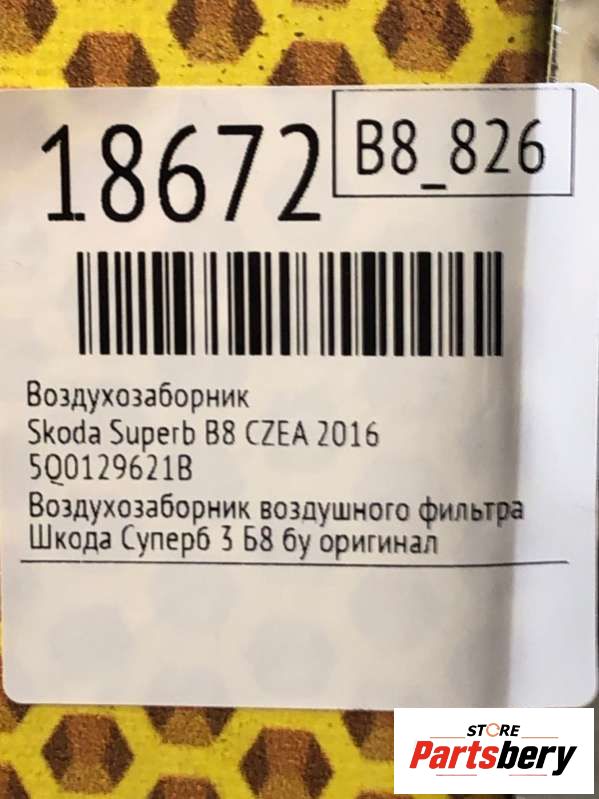 18672
B8_826
Воздухозаборник
Skoda Superb B8 CZEA 2016
5Q0129621B
Воздухозаборник воздушного фильтра
Шкода Суперб 3 Б8 бу оригинал
STORE
Partsbery